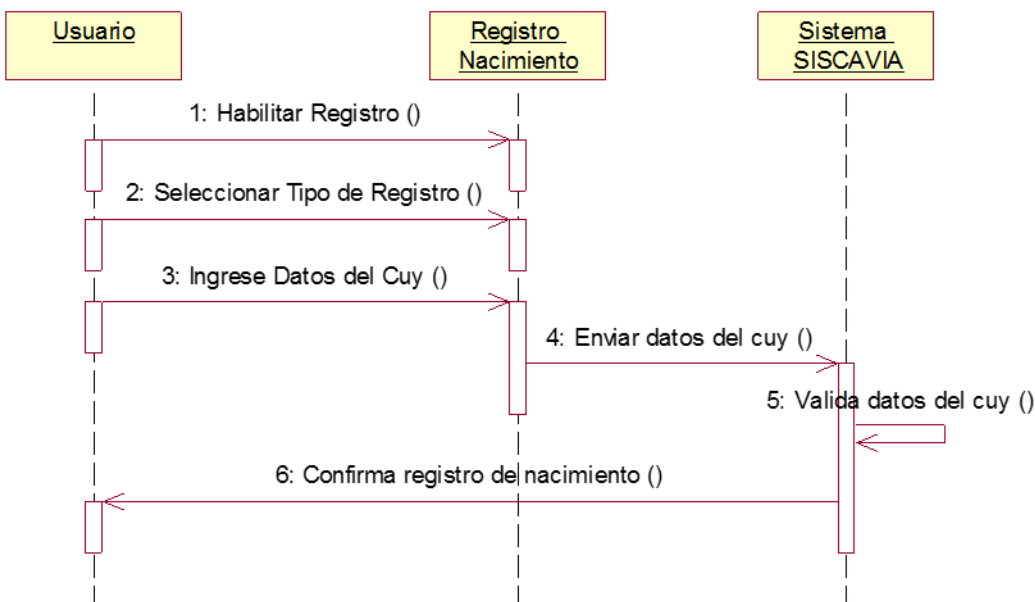 Usuario
Registro
Nacimiento
Sistema
SISCAVIA
1: Habilitar Registro ()
2: Seleccionar Tipo de Registro ()
3: Ingrese Datos del Cuy ()
4: Enviar datos del cuy ()
5: Valida datos del cuy ()
6: Confirma registro de nacimiento ()